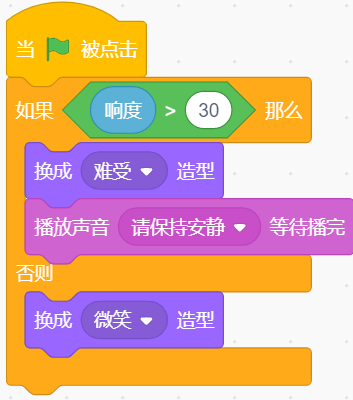 当 被点击
如果 响度 > 30 那么
换成 难受 造型
播放声音 请保持安静 等待播完
否则
换成 微笑 造型